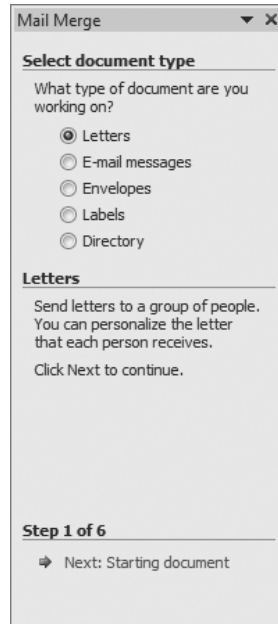 Mail Merge
Select document type
What type of document are you
working on?
Letters
E-mail messages
Envelopes
Labels
Directory
Letters
Send letters to a group of people.
You can personalize the letter
that each person receives.
Click Next to continue.
Step 1 of 6
Next: Starting document